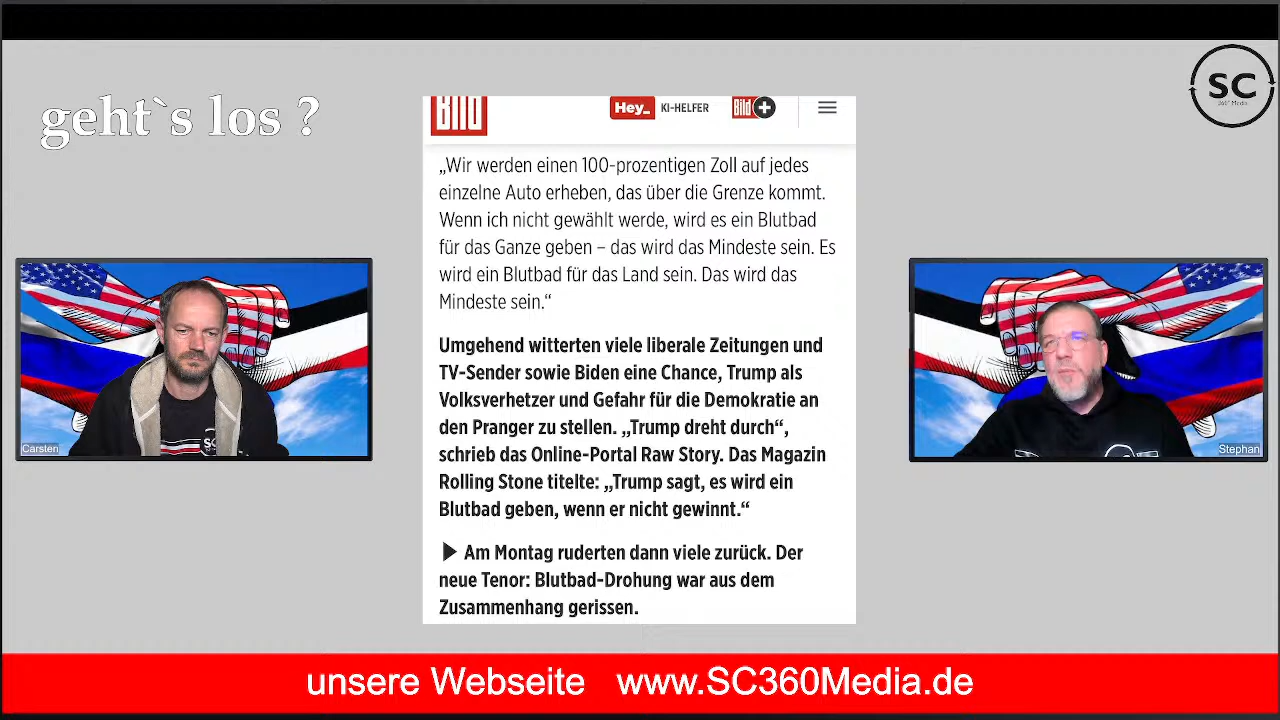 geht`s los ?
SC
360° Media
BILD
Hey_ KI-HELFER Bild+
„Wir werden einen 100-prozentigen Zoll auf jedes
einzelne Auto erheben, das über die Grenze kommt.
Wenn ich nicht gewählt werde, wird es ein Blutbad
für das Ganze geben – das wird das Mindeste sein. Es
wird ein Blutbad für das Land sein. Das wird das
Mindeste sein.“
Umgehend witterten viele liberale Zeitungen und
TV-Sender sowie Biden eine Chance, Trump als
Volksverhetzer und Gefahr für die Demokratie an
den Pranger zu stellen. „Trump dreht durch“,
schrieb das Online-Portal Raw Story. Das Magazin
Rolling Stone titelte: „Trump sagt, es wird ein
Blutbad geben, wenn er nicht gewinnt.“
▶ Am Montag ruderten dann viele zurück. Der
neue Tenor: Blutbad-Drohung war aus dem
Zusammenhang gerissen.
Carsten
Stephan
unsere Webseite www.SC360Media.de